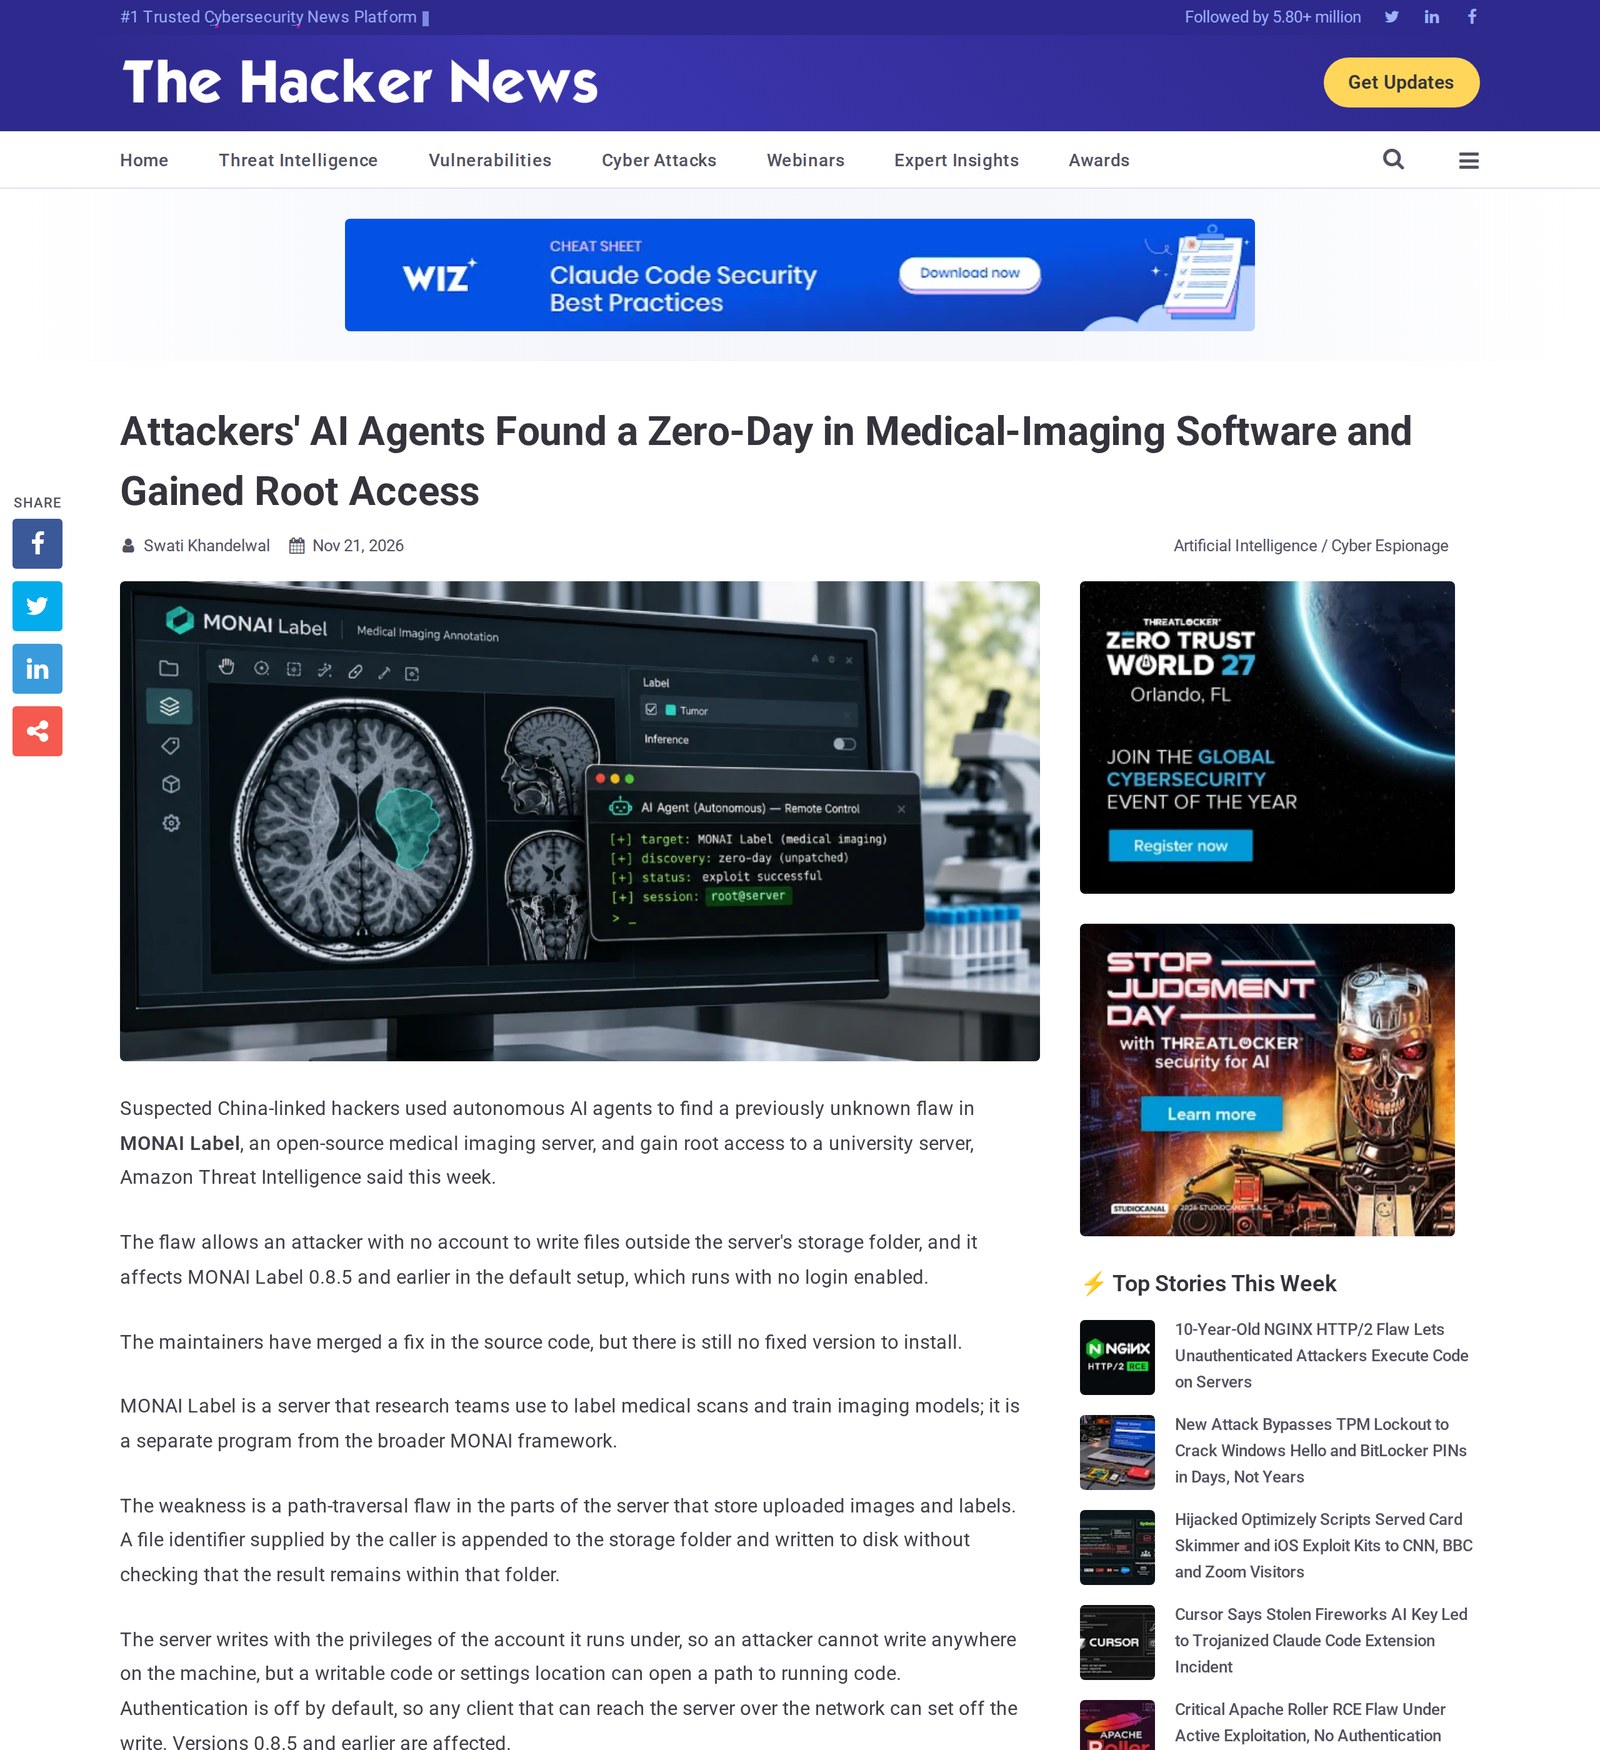 #1 Trusted Cybersecurity News Platform
Followed by 5.80+ million
The Hacker News
Get Updates
Home
Threat Intelligence
Vulnerabilities
Cyber Attacks
Webinars
Expert Insights
Awards
WIZ
CHEAT SHEET
Claude Code Security
Best Practices
Download now
Attackers' AI Agents Found a Zero-Day in Medical-Imaging Software and
Gained Root Access
SHARE
Swati Khandelwal
Nov 21, 2026
Artificial Intelligence / Cyber Espionage
MONAI Label
Medical Imaging Annotation
Label
Tumor
Inference
AI Agent (Autonomous) — Remote Control
[+] target: MONAI Label (medical imaging)
[+] discovery: zero-day (unpatched)
[+] status: exploit successful
[+] session: root@server
> _
Suspected China-linked hackers used autonomous AI agents to find a previously unknown flaw in
MONAI Label, an open-source medical imaging server, and gain root access to a university server,
Amazon Threat Intelligence said this week.
The flaw allows an attacker with no account to write files outside the server's storage folder, and it
affects MONAI Label 0.8.5 and earlier in the default setup, which runs with no login enabled.
The maintainers have merged a fix in the source code, but there is still no fixed version to install.
MONAI Label is a server that research teams use to label medical scans and train imaging models; it is
a separate program from the broader MONAI framework.
The weakness is a path-traversal flaw in the parts of the server that store uploaded images and labels.
A file identifier supplied by the caller is appended to the storage folder and written to disk without
checking that the result remains within that folder.
The server writes with the privileges of the account it runs under, so an attacker cannot write anywhere
on the machine, but a writable code or settings location can open a path to running code.
Authentication is off by default, so any client that can reach the server over the network can set off the
write. Versions 0.8.5 and earlier are affected.
THREATLOCKER
ZERO TRUST
WORLD 27
Orlando, FL
JOIN THE GLOBAL
CYBERSECURITY
EVENT OF THE YEAR
Register now
STOP
JUDGMENT
DAY
with THREATLOCKER
security for AI
Learn more
STUDIOCANAL
⚡ Top Stories This Week
NGINX
HTTP/2 RCE
10-Year-Old NGINX HTTP/2 Flaw Lets
Unauthenticated Attackers Execute Code
on Servers
New Attack Bypasses TPM Lockout to
Crack Windows Hello and BitLocker PINs
in Days, Not Years
Hijacked Optimizely Scripts Served Card
Skimmer and iOS Exploit Kits to CNN, BBC
and Zoom Visitors
CURSOR
Cursor Says Stolen Fireworks AI Key Led
to Trojanized Claude Code Extension
Incident
APACHE
Roller
Critical Apache Roller RCE Flaw Under
Active Exploitation, No Authentication